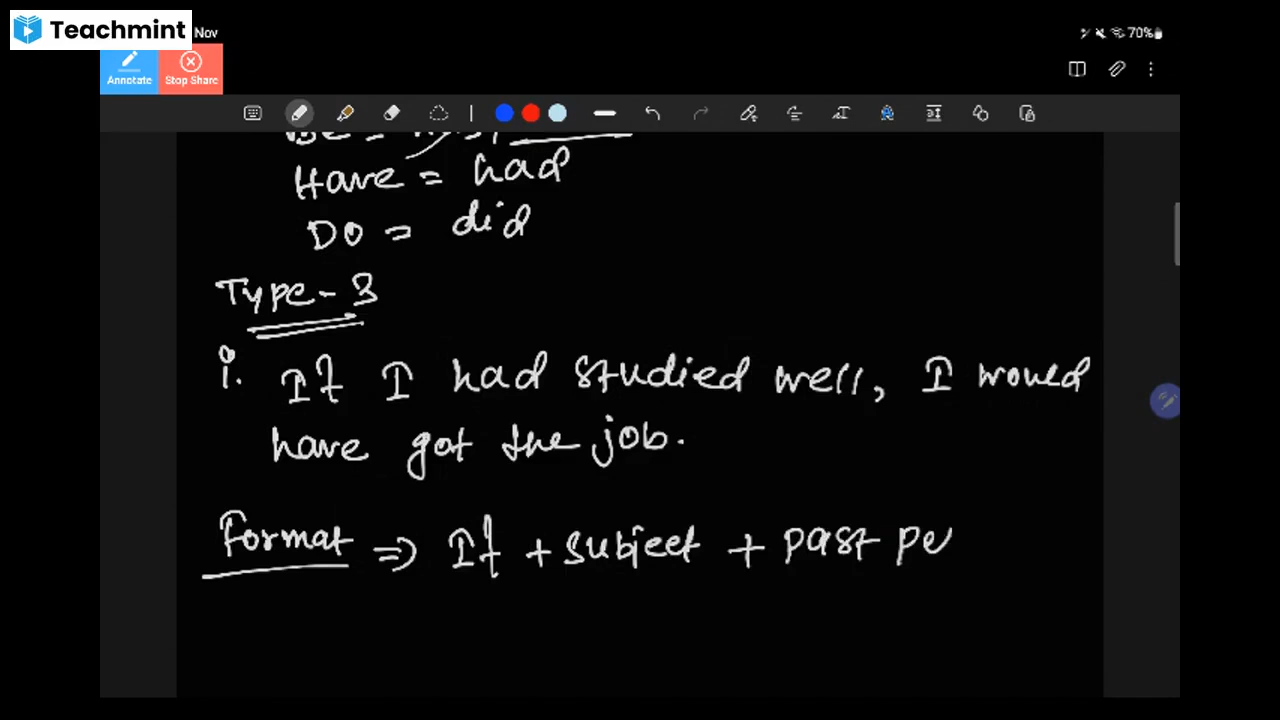 Teachmint
Nov
70%
Annotate
Stop Share
Be =
Have = had
Do = did
Type - 3
i. If I had studied well, I would
have got the job.
Format ⇒ If + subject + past pe